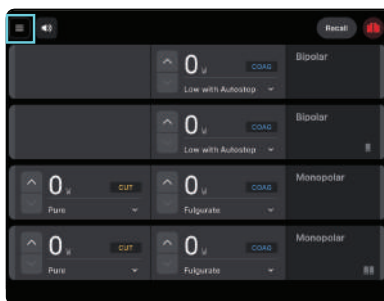 Recall
0 W COAG Bipolar
Low with Autostop
0 W COAG Bipolar
Low with Autostop
0 W CUT 0 W COAG Monopolar
Pure Fulgurate
0 W CUT 0 W COAG Monopolar
Pure Fulgurate